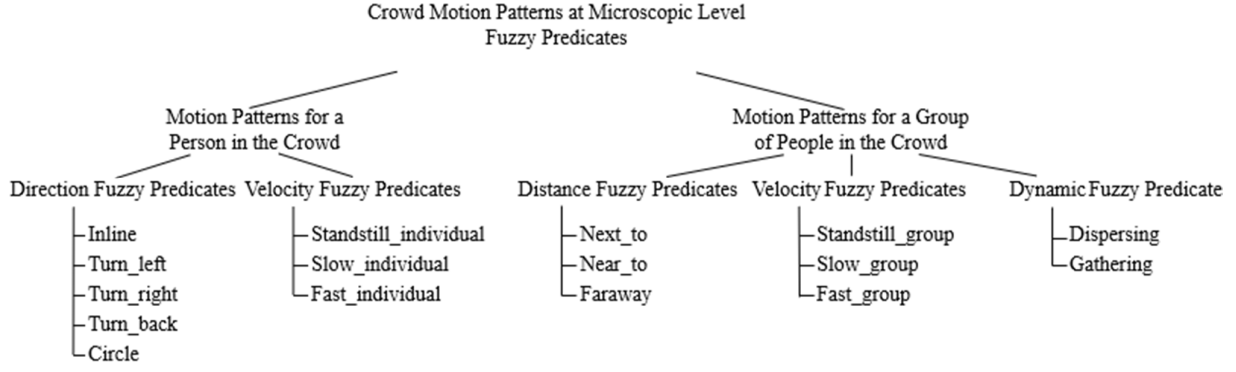 Crowd Motion Patterns at Microscopic Level
Fuzzy Predicates
Motion Patterns for a
Person in the Crowd
Motion Patterns for a Group
of People in the Crowd
Direction Fuzzy Predicates
Inline
Turn_left
Turn_right
Turn_back
Circle
Velocity Fuzzy Predicates
Standstill_individual
Slow_individual
Fast_individual
Distance Fuzzy Predicates
Next_to
Near_to
Faraway
Velocity Fuzzy Predicates
Standstill_group
Slow_group
Fast_group
Dynamic Fuzzy Predicate
Dispersing
Gathering